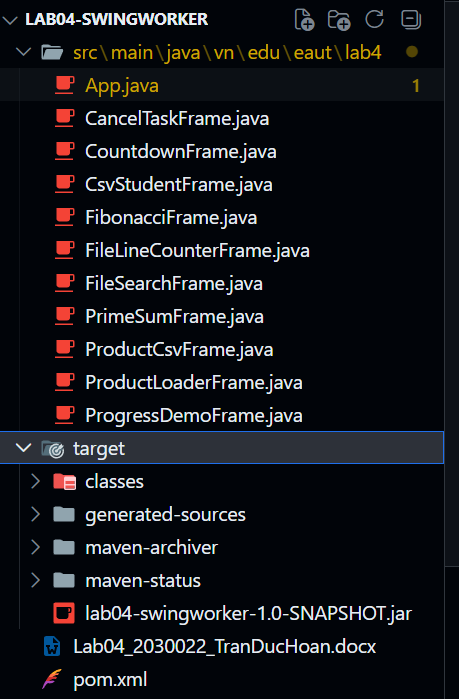 LAB04-SWINGWORKER
src\main\java\vn\edu\eaut\lab4
App.java 1
CancelTaskFrame.java
CountdownFrame.java
CsvStudentFrame.java
FibonacciFrame.java
FileLineCounterFrame.java
FileSearchFrame.java
PrimeSumFrame.java
ProductCsvFrame.java
ProductLoaderFrame.java
ProgressDemoFrame.java
target
classes
generated-sources
maven-archiver
maven-status
lab04-swingworker-1.0-SNAPSHOT.jar
Lab04_2030022_TranDucHoan.docx
pom.xml